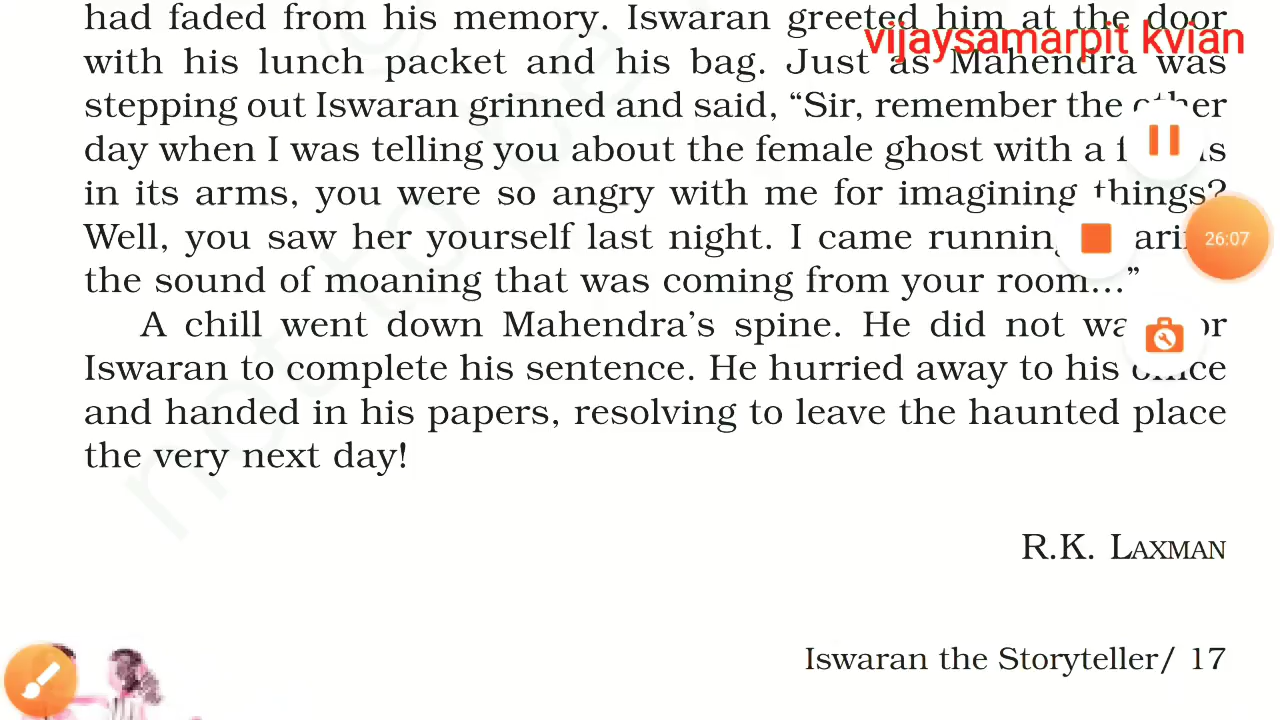 had faded from his memory. Iswaran greeted him at the door
vijaysamarpit kvian
with his lunch packet and his bag. Just as Mahendra was
stepping out Iswaran grinned and said, “Sir, remember the other
day when I was telling you about the female ghost with a
in its arms, you were so angry with me for imagining things?
Well, you saw her yourself last night. I came running
26:07
the sound of moaning that was coming from your room...”
A chill went down Mahendra’s spine. He did not
Iswaran to complete his sentence. He hurried away to his office
and handed in his papers, resolving to leave the haunted place
the very next day!
R.K. LAXMAN
Iswaran the Storyteller/ 17